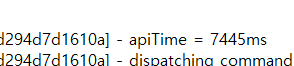 d294d7d1610a] - apiTime = 7445ms
d294d7d1610a] - dispatching command